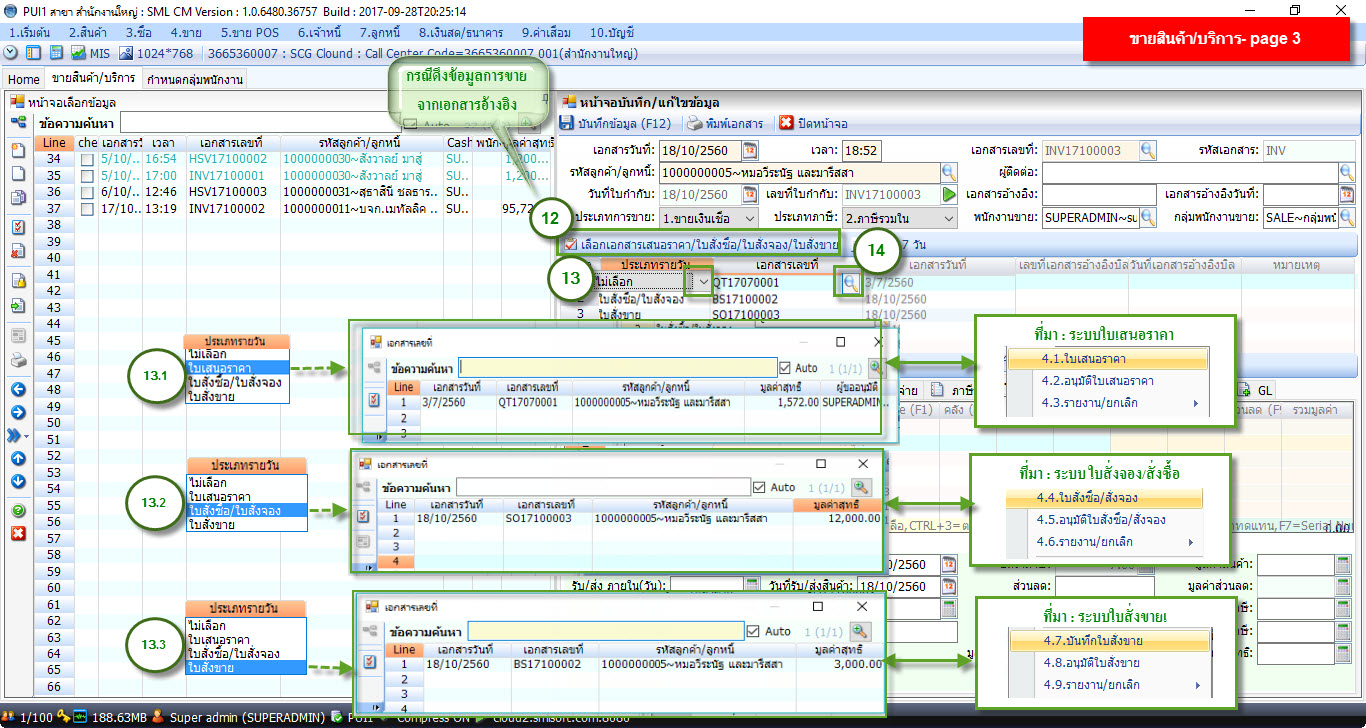 PUI1 สาขา สำนักงานใหญ่ : SML CM Version : 1.0.6480.36757 Build : 2017-09-28T20:25:14
1.เริ่มต้น 2.สินค้า 3.ซื้อ 4.ขาย 5.ขาย POS 6.เจ้าหนี้ 7.ลูกหนี้ 8.เงินสด/ธนาคาร 9.ค่าเสื่อม 10.บัญชี
ขายสินค้า/บริการ- page 3
MIS 1024*768 3665360007 : SCG Clound : Call Center Code=3665360007 001(สำนักงานใหญ่)
Home ขายสินค้า/บริการ กำหนดกลุ่มพนักงาน
กรณีดึงข้อมูลการขาย
จากเอกสารอ้างอิง
หน้าจอเลือกข้อมูล
ข้อความค้นหา
Line che เอกสารวั เวลา เอกสารเลขที่ รหัสลูกค้า/ลูกหนี้ Cash พนักงาน มูลค่าสุทธิ
34 5/10/.. 16:54 HSV17100002 1000000030~สังวาลย์ มาสู่ SU..
35 5/10/.. 17:00 INV17100001 1000000030~สังวาลย์ มาสู่ SU.. 1,200...
36 6/10/.. 12:46 HSV17100003 1000000031~สุธาสินี ชลธาร.. SU..
37 17/10.. 13:19 INV17100002 1000000011~บจก.เมทัลลิค .. SU.. 95,72
38
39
40
41
42
43
44
45
46
47
48
49
50
51
52
53
54
55
56
57
58
59
60
61
62
63
64
65
66
หน้าจอบันทึก/แก้ไขข้อมูล
บันทึกข้อมูล (F12) พิมพ์เอกสาร ปิดหน้าจอ
เอกสารวันที่: 18/10/2560 เวลา: 18:52 เอกสารเลขที่: INV17100003 รหัสเอกสาร: INV
รหัสลูกค้า/ลูกหนี้: 1000000005~หมอวีระนัฐ และมารีสสา ผู้ติดต่อ:
วันที่ใบกำกับ: 18/10/2560 เลขที่ใบกำกับ: INV17100003 เอกสารอ้างอิง: เอกสารอ้างอิงวันที่:
ประเภทการขาย: 1.ขายเงินเชื่อ ประเภทภาษี: 2.ภาษีรวมใน พนักงานขาย: SUPERADMIN~su กลุ่มพนักงานขาย: SALE~กลุ่มพนั
12
เลือกเอกสารเสนอราคา/ใบสั่งซื้อ/ใบสั่งจอง/ใบสั่งขาย 7 วัน
13
14
ประเภทรายวัน เอกสารเลขที่ เอกสารวันที่ เลขที่เอกสารอ้างอิงบิล วันที่เอกสารอ้างอิงบิล หมายเหตุ
ไม่เลือก QT17070001 3/7/2560
2 ใบสั่งซื้อ/ใบสั่งจอง BS17100002 18/10/2560
3 ใบสั่งขาย SO17100003 18/10/2560
13.1
ประเภทรายวัน
ไม่เลือก
ใบเสนอราคา
ใบสั่งซื้อ/ใบสั่งจอง
ใบสั่งขาย
เอกสารเลขที่
ข้อความค้นหา Auto 1 (1/1)
Line เอกสารวันที่ เอกสารเลขที่ รหัสลูกค้า/ลูกหนี้ มูลค่าสุทธิ ผู้ขออนุมัติ
1 3/7/2560 QT17070001 1000000005~หมอวีระนัฐ และมารีสสา 1,572.00 SUPERADMIN..
2
3
ที่มา : ระบบใบเสนอราคา
4.1.ใบเสนอราคา
4.2.อนุมัติใบเสนอราคา
4.3.รายงาน/ยกเลิก
GL
(F1) คลัง รวมมูลค่า
13.2
ประเภทรายวัน
ไม่เลือก
ใบเสนอราคา
ใบสั่งซื้อ/ใบสั่งจอง
ใบสั่งขาย
เอกสารเลขที่
ข้อความค้นหา Auto 1 (1/1)
Line เอกสารวันที่ เอกสารเลขที่ รหัสลูกค้า/ลูกหนี้ มูลค่าสุทธิ
1 18/10/2560 SO17100003 1000000005~หมอวีระนัฐ และมารีสสา 12,000.00
2
3
4
ที่มา : ระบบ ใบสั่งจอง/สั่งซื้อ
4.4.ใบสั่งซื้อ/สั่งจอง
4.5.อนุมัติใบสั่งซื้อ/สั่งจอง
4.6.รายงาน/ยกเลิก
CTRL+3=ต ทดแทน,F7=Serial N 0.00
/10/2560
รับ/ส่ง ภายใน(วัน): วันที่รับ/ส่งสินค้า: 18/10/2560 ส่วนลด: มูลค่าส่วนลด:
13.3
ประเภทรายวัน
ไม่เลือก
ใบเสนอราคา
ใบสั่งซื้อ/ใบสั่งจอง
ใบสั่งขาย
เอกสารเลขที่
ข้อความค้นหา Auto 1 (1/1)
Line เอกสารวันที่ เอกสารเลขที่ รหัสลูกค้า/ลูกหนี้ มูลค่าสุทธิ
1 18/10/2560 BS17100002 1000000005~หมอวีระนัฐ และมารีสสา 3,000.00
2
3
4
ที่มา : ระบบใบสั่งขายเ
4.7.บันทึกใบสั่งขาย
4.8.อนุมัติใบสั่งขาย
4.9.รายงาน/ยกเลิก
1/100 188.63MB Super admin (SUPERADMIN) PUI1 Compress ON cloud2.smlsoft.com:8080